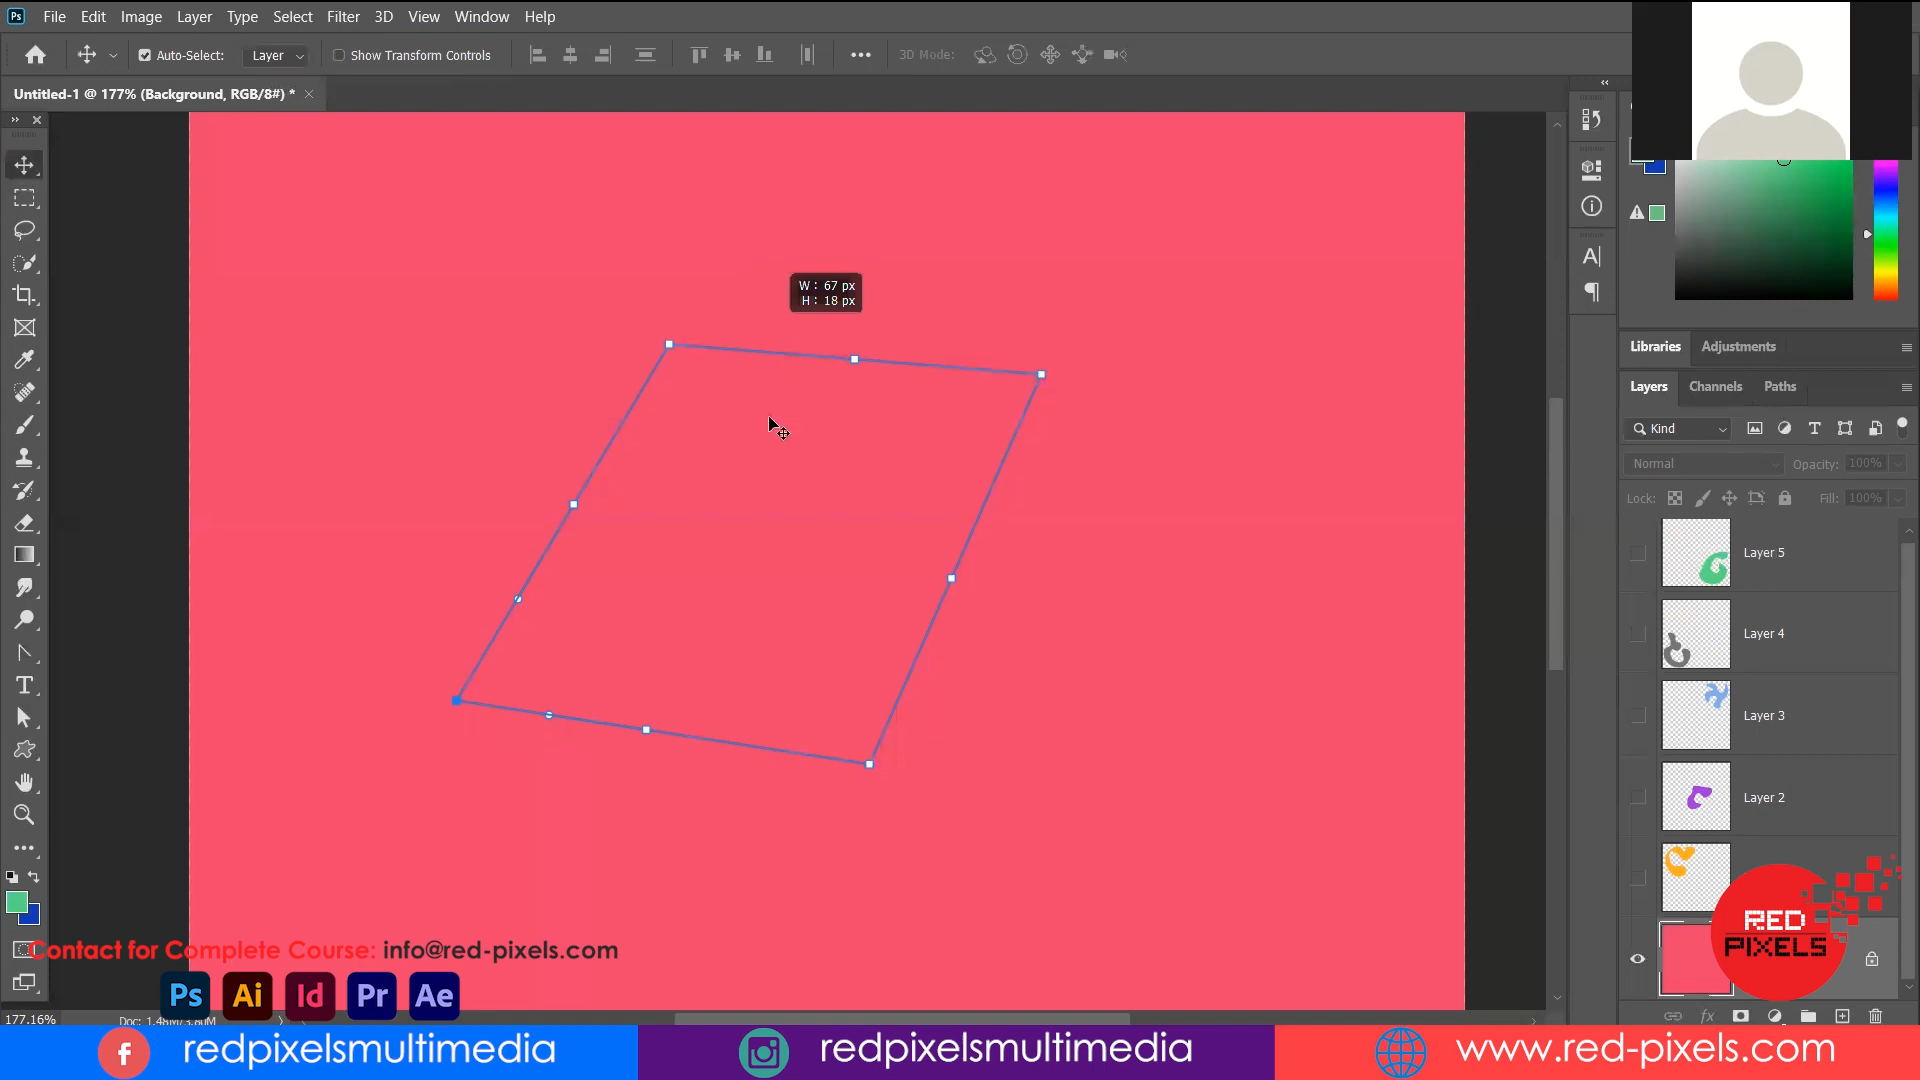 Ps File Edit Image Layer Type Select Filter 3D View Window Help
Auto-Select: Layer Show Transform Controls 3D Mode:
Untitled-1 @ 177% (Background, RGB/8#) *
W: 67 px
H: 18 px
Libraries Adjustments
Layers Channels Paths
Kind
Normal Opacity: 100%
Lock: Fill: 100%
Layer 5
Layer 4
Layer 3
Layer 2
RED
PIXELS
Contact for Complete Course: info@red-pixels.com
Ps Ai Id Pr Ae
177.16% Doc: 1.48M/3.80M
redpixelsmultimedia redpixelsmultimedia www.red-pixels.com